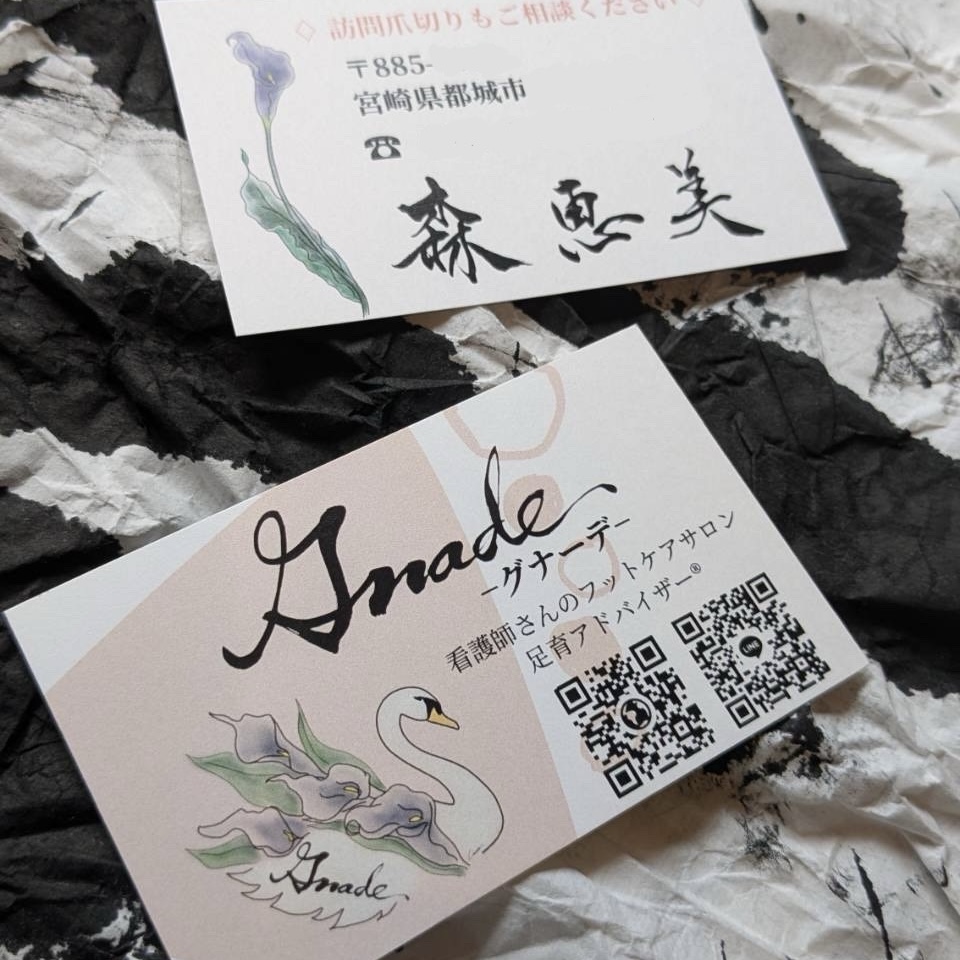 ◇ 訪問爪切りもご相談ください ◇
〒885-
宮崎県都城市
☎
森 恵美
Gnade
-グナーデ-
看護師さんのフットケアサロン
足育アドバイザー®
LINE
Gnade